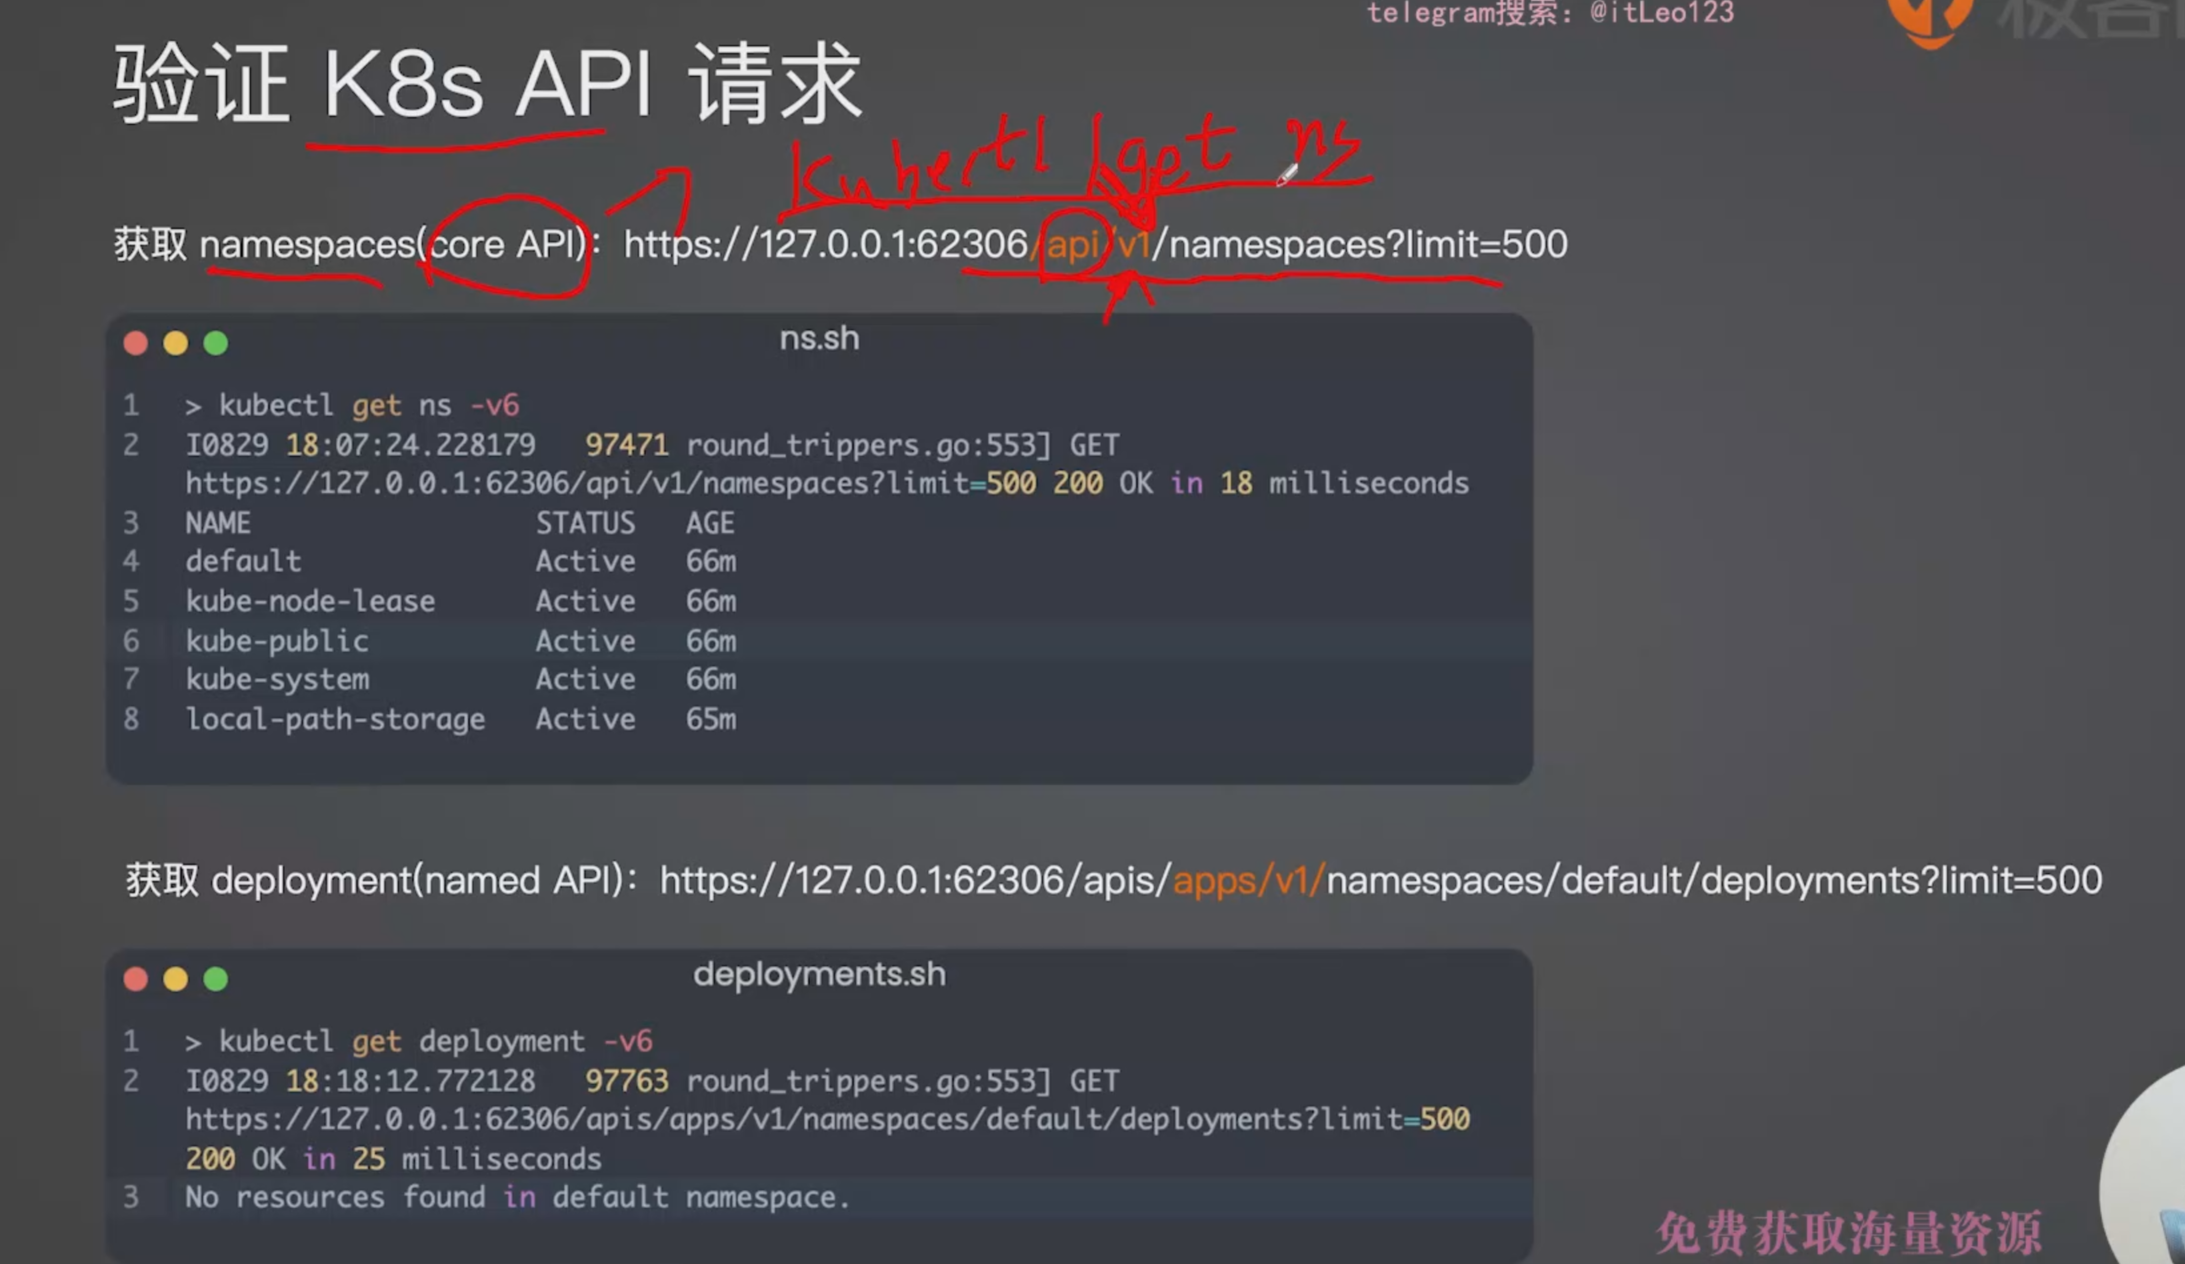 telegram搜索：@itLeo123
验证 K8s API 请求
kubectl get ns
获取 namespaces(core API)：https://127.0.0.1:62306/api/v1/namespaces?limit=500
ns.sh
1 > kubectl get ns -v6
2 I0829 18:07:24.228179 97471 round_trippers.go:553] GET
https://127.0.0.1:62306/api/v1/namespaces?limit=500 200 OK in 18 milliseconds
3 NAME STATUS AGE
4 default Active 66m
5 kube-node-lease Active 66m
6 kube-public Active 66m
7 kube-system Active 66m
8 local-path-storage Active 65m
获取 deployment(named API)：https://127.0.0.1:62306/apis/apps/v1/namespaces/default/deployments?limit=500
deployments.sh
1 > kubectl get deployment -v6
2 I0829 18:18:12.772128 97763 round_trippers.go:553] GET
https://127.0.0.1:62306/apis/apps/v1/namespaces/default/deployments?limit=500
200 OK in 25 milliseconds
3 No resources found in default namespace.
免费获取海量资源